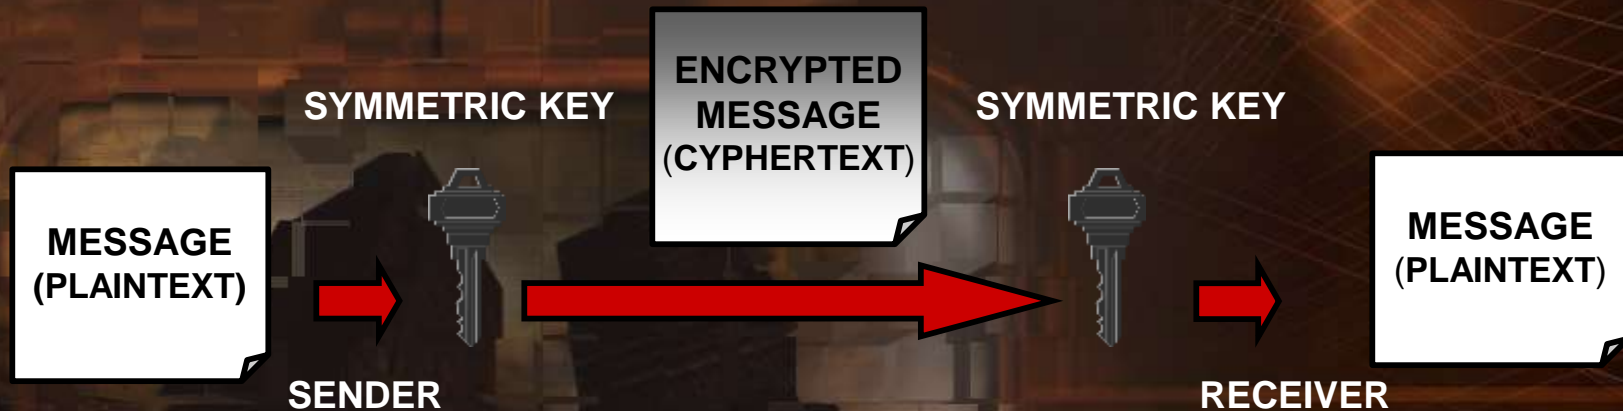 SYMMETRIC KEY
ENCRYPTED
MESSAGE
(CYPHERTEXT)
SYMMETRIC KEY
MESSAGE
(PLAINTEXT)
MESSAGE
(PLAINTEXT)
SENDER
RECEIVER